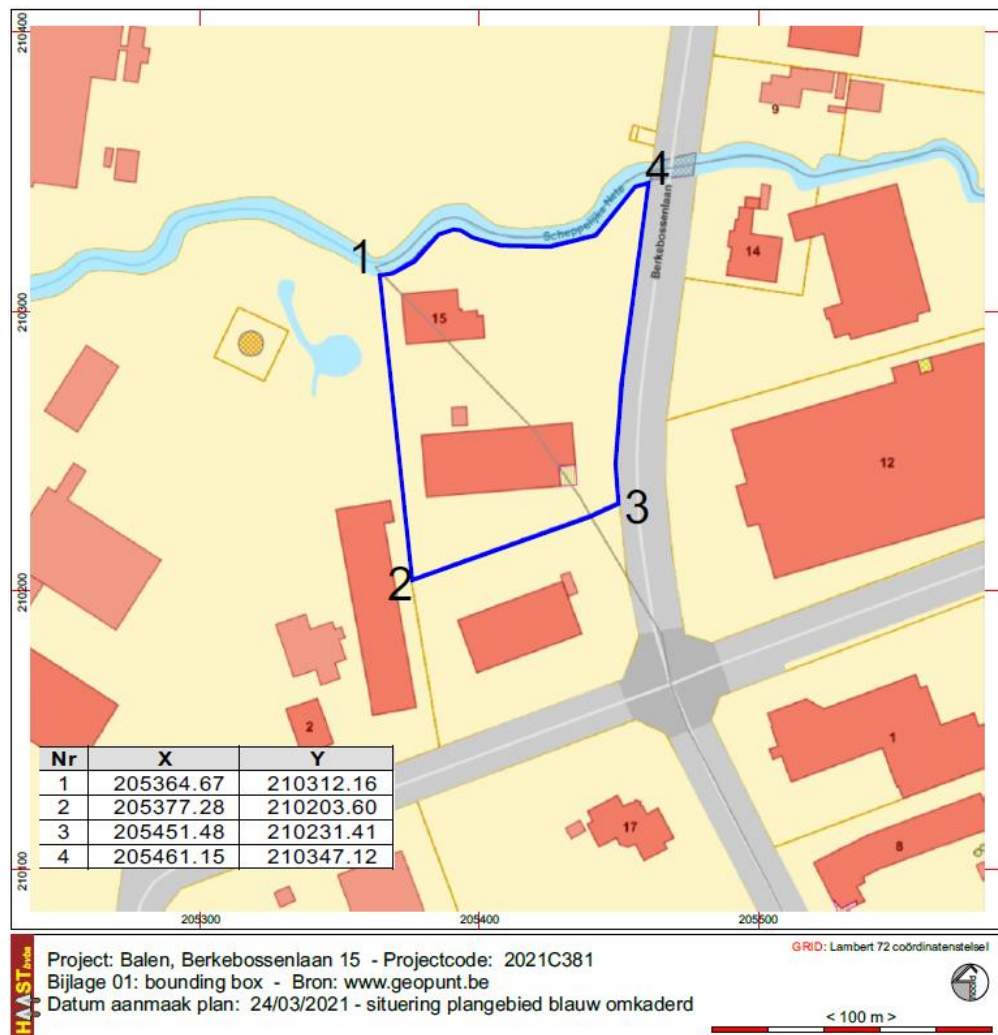 210400
9
4
Scheppelijke Nete
Berkebossenlaan
14
1
210300
15
12
3
2
210200
2
1
Nr X Y
1 205364.67 210312.16
2 205377.28 210203.60
3 205451.48 210231.41
4 205461.15 210347.12
17
8
210100
205300
205400
205500
HAAST bvba
Project: Balen, Berkebossenlaan 15 - Projectcode: 2021C381
Bijlage 01: bounding box - Bron: www.geopunt.be
Datum aanmaak plan: 24/03/2021 - situering plangebied blauw omkaderd
GRID: Lambert 72 coördinatenstelsel
< 100 m >